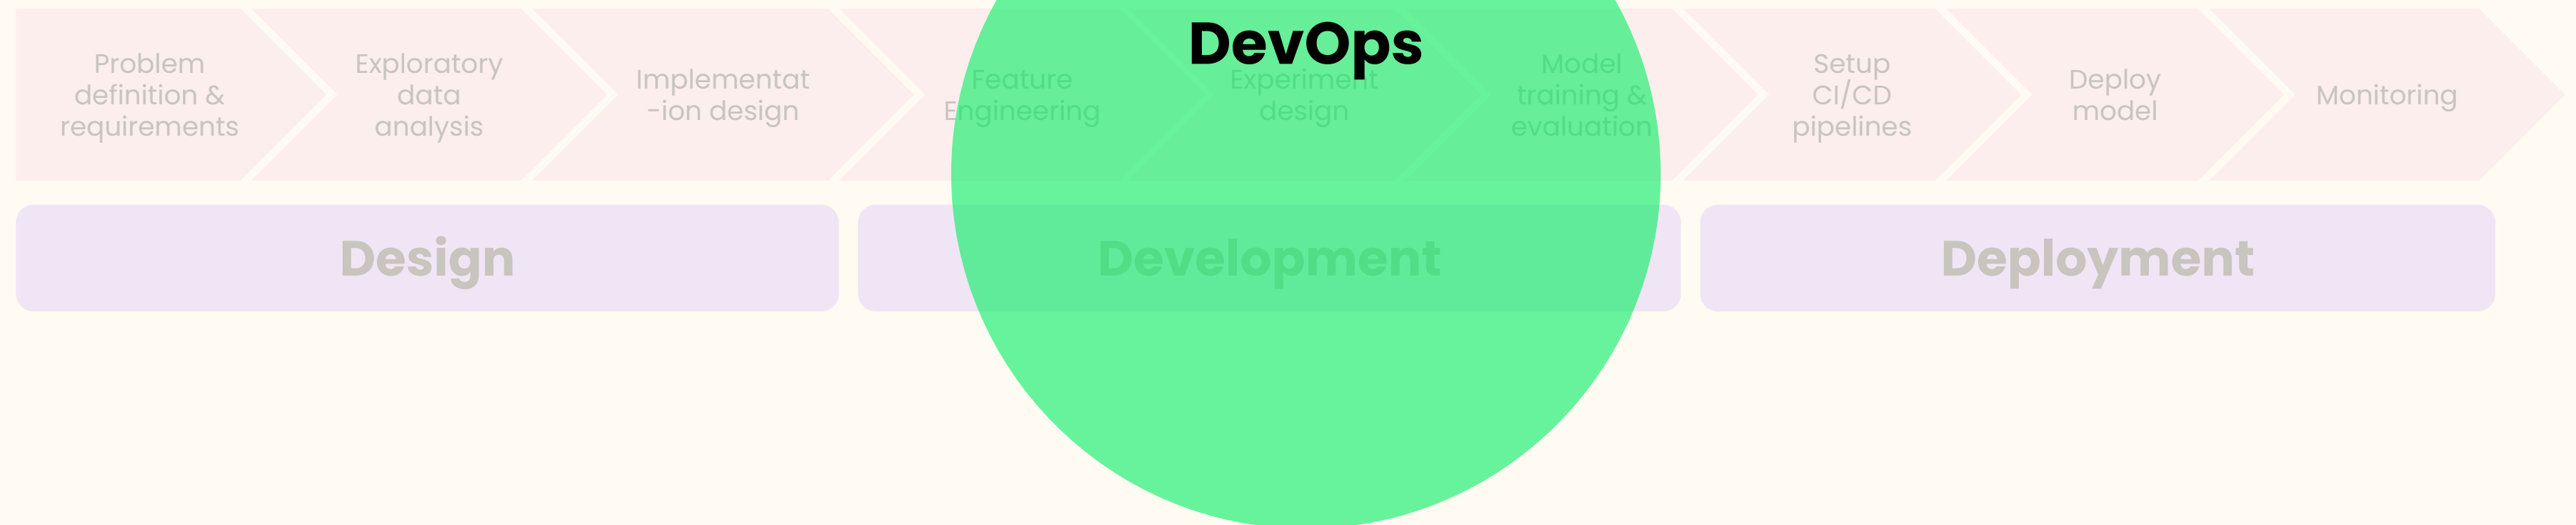 DevOps
Problem
definition &
requirements
Exploratory
data
analysis
Implementat
-ion design
Feature
Engineering
Experiment
design
Model
training &
evaluation
Setup
CI/CD
pipelines
Deploy
model
Monitoring
Design
Development
Deployment